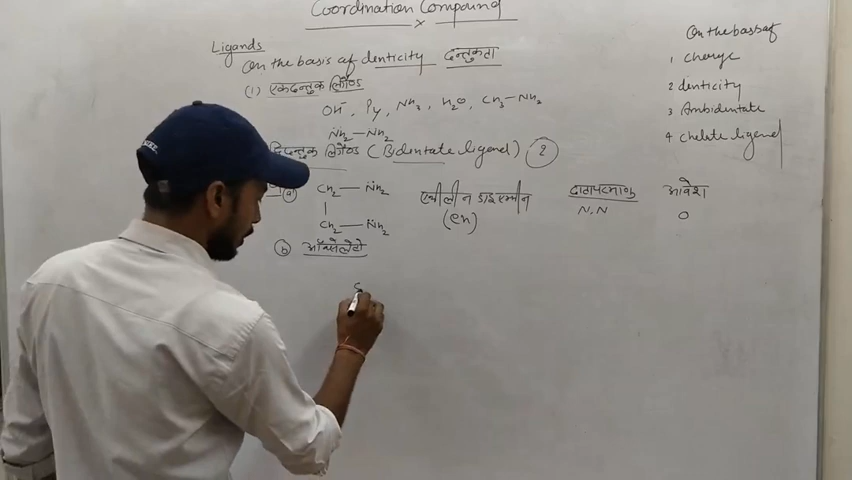 Coordination Compound
x
Ligands
On the basis of denticity दन्तुकता
(1) एकदन्तुक लिगैण्ड
OH⁻, Py, NH₃, H₂O, CH₃—NH₂
NH₂—NH₂
द्विदन्तुक लिगैण्ड (Bidentate ligand) 2
(a) CH₂—N̈H₂ एथीलीन डाइएमीन दातापरमाणु आवेश
| (en) N,N 0
CH₂—N̈H₂
(b) ऑक्सेलेटो
C
On the basis of
1 charge
2 denticity
3 Ambidentate
4 chelate ligand